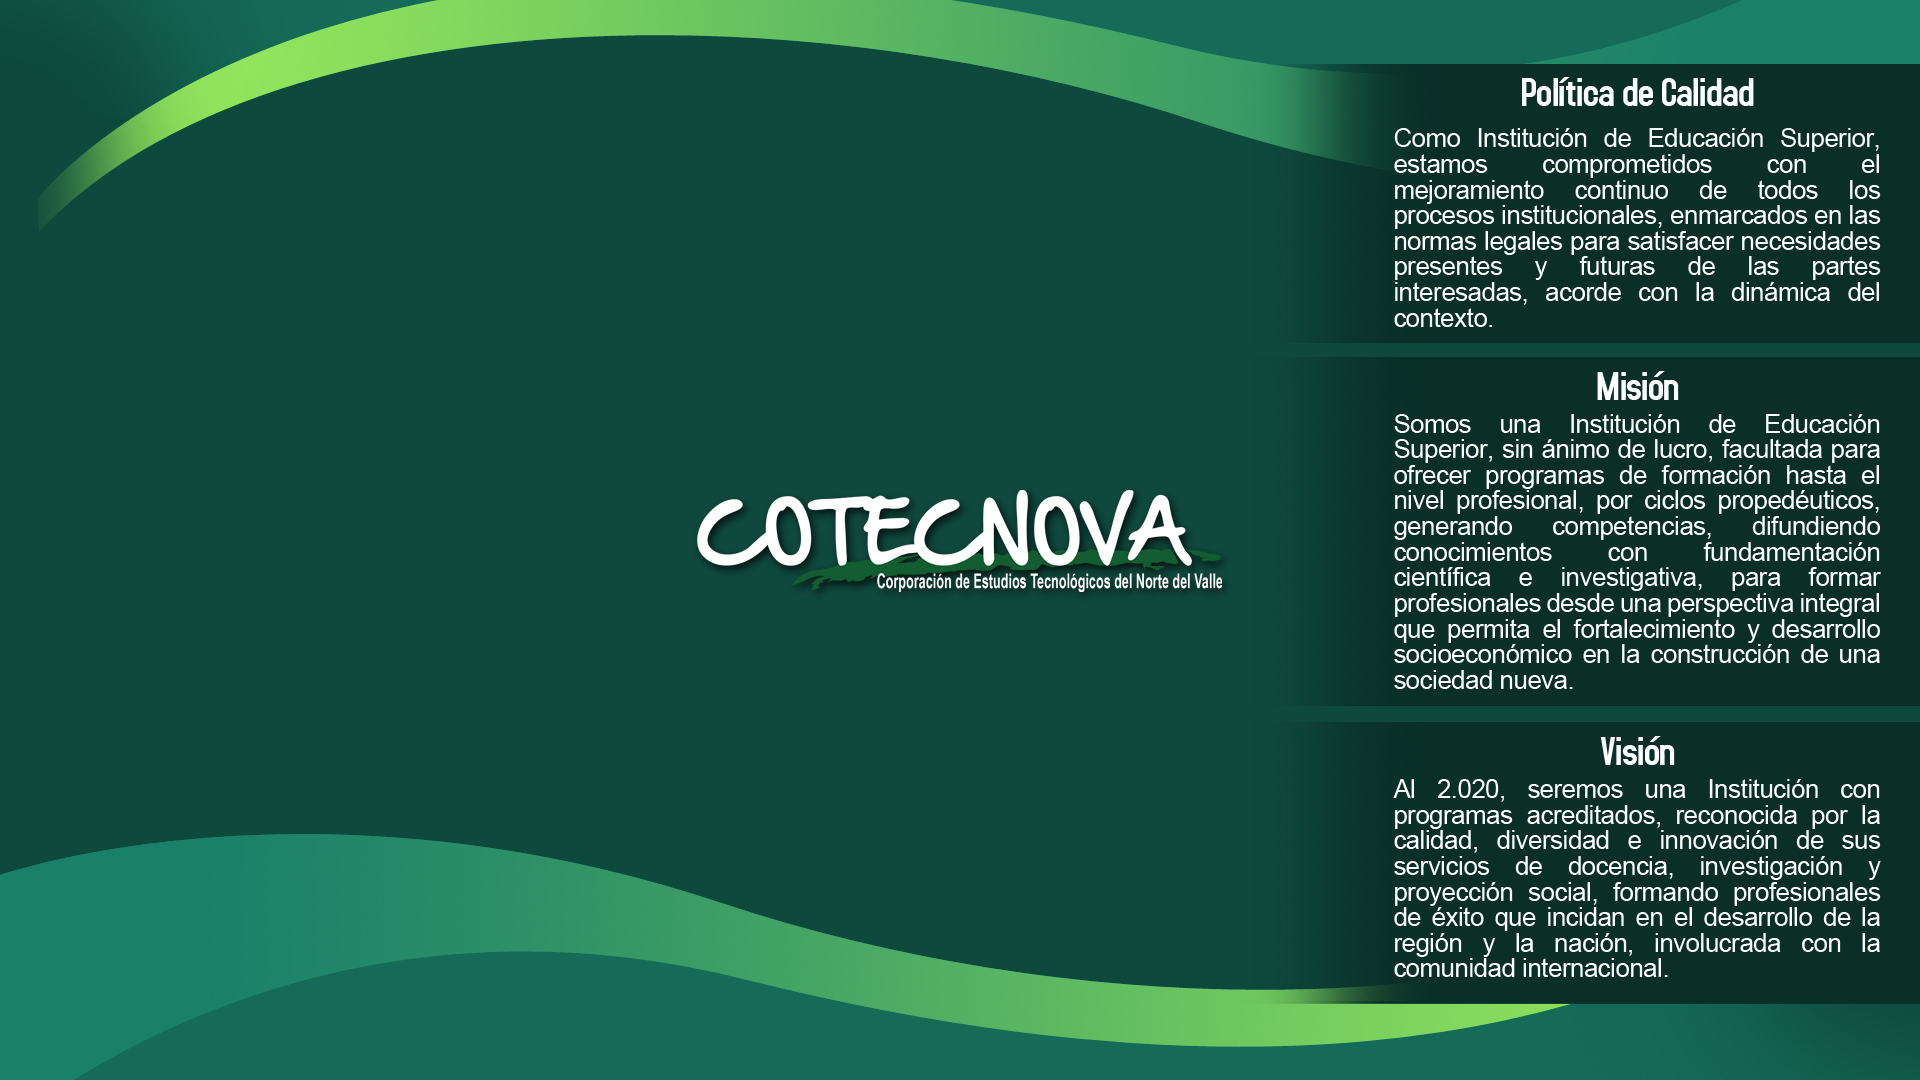 COTECNOVA
Corporación de Estudios Tecnológicos del Norte del Valle
Política de Calidad
Como Institución de Educación Superior,
estamos comprometidos con el
mejoramiento continuo de todos los
procesos institucionales, enmarcados en las
normas legales para satisfacer necesidades
presentes y futuras de las partes
interesadas, acorde con la dinámica del
contexto.
Misión
Somos una Institución de Educación
Superior, sin ánimo de lucro, facultada para
ofrecer programas de formación hasta el
nivel profesional, por ciclos propedéuticos,
generando competencias, difundiendo
conocimientos con fundamentación
científica e investigativa, para formar
profesionales desde una perspectiva integral
que permita el fortalecimiento y desarrollo
socioeconómico en la construcción de una
sociedad nueva.
Visión
Al 2.020, seremos una Institución con
programas acreditados, reconocida por la
calidad, diversidad e innovación de sus
servicios de docencia, investigación y
proyección social, formando profesionales
de éxito que incidan en el desarrollo de la
región y la nación, involucrada con la
comunidad internacional.